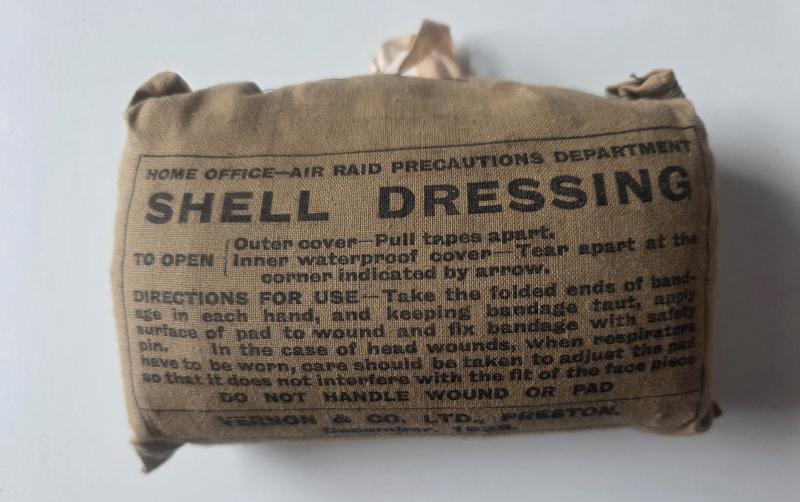 HOME OFFICE—AIR RAID PRECAUTIONS DEPARTMENT
SHELL DRESSING
Outer cover—Pull tapes apart.
TO OPEN Inner waterproof cover—Tear apart at the
corner indicated by arrow.
DIRECTIONS FOR USE—Take the folded ends of band-
age in each hand, and keeping bandage taut, apply
surface of pad to wound and fix bandage with safety
pin. In the case of head wounds, when respirators
have to be worn, care should be taken to adjust the pad
so that it does not interfere with the fit of the face piece
DO NOT HANDLE WOUND OR PAD
VERNON & CO. LTD., PRESTON.
December,